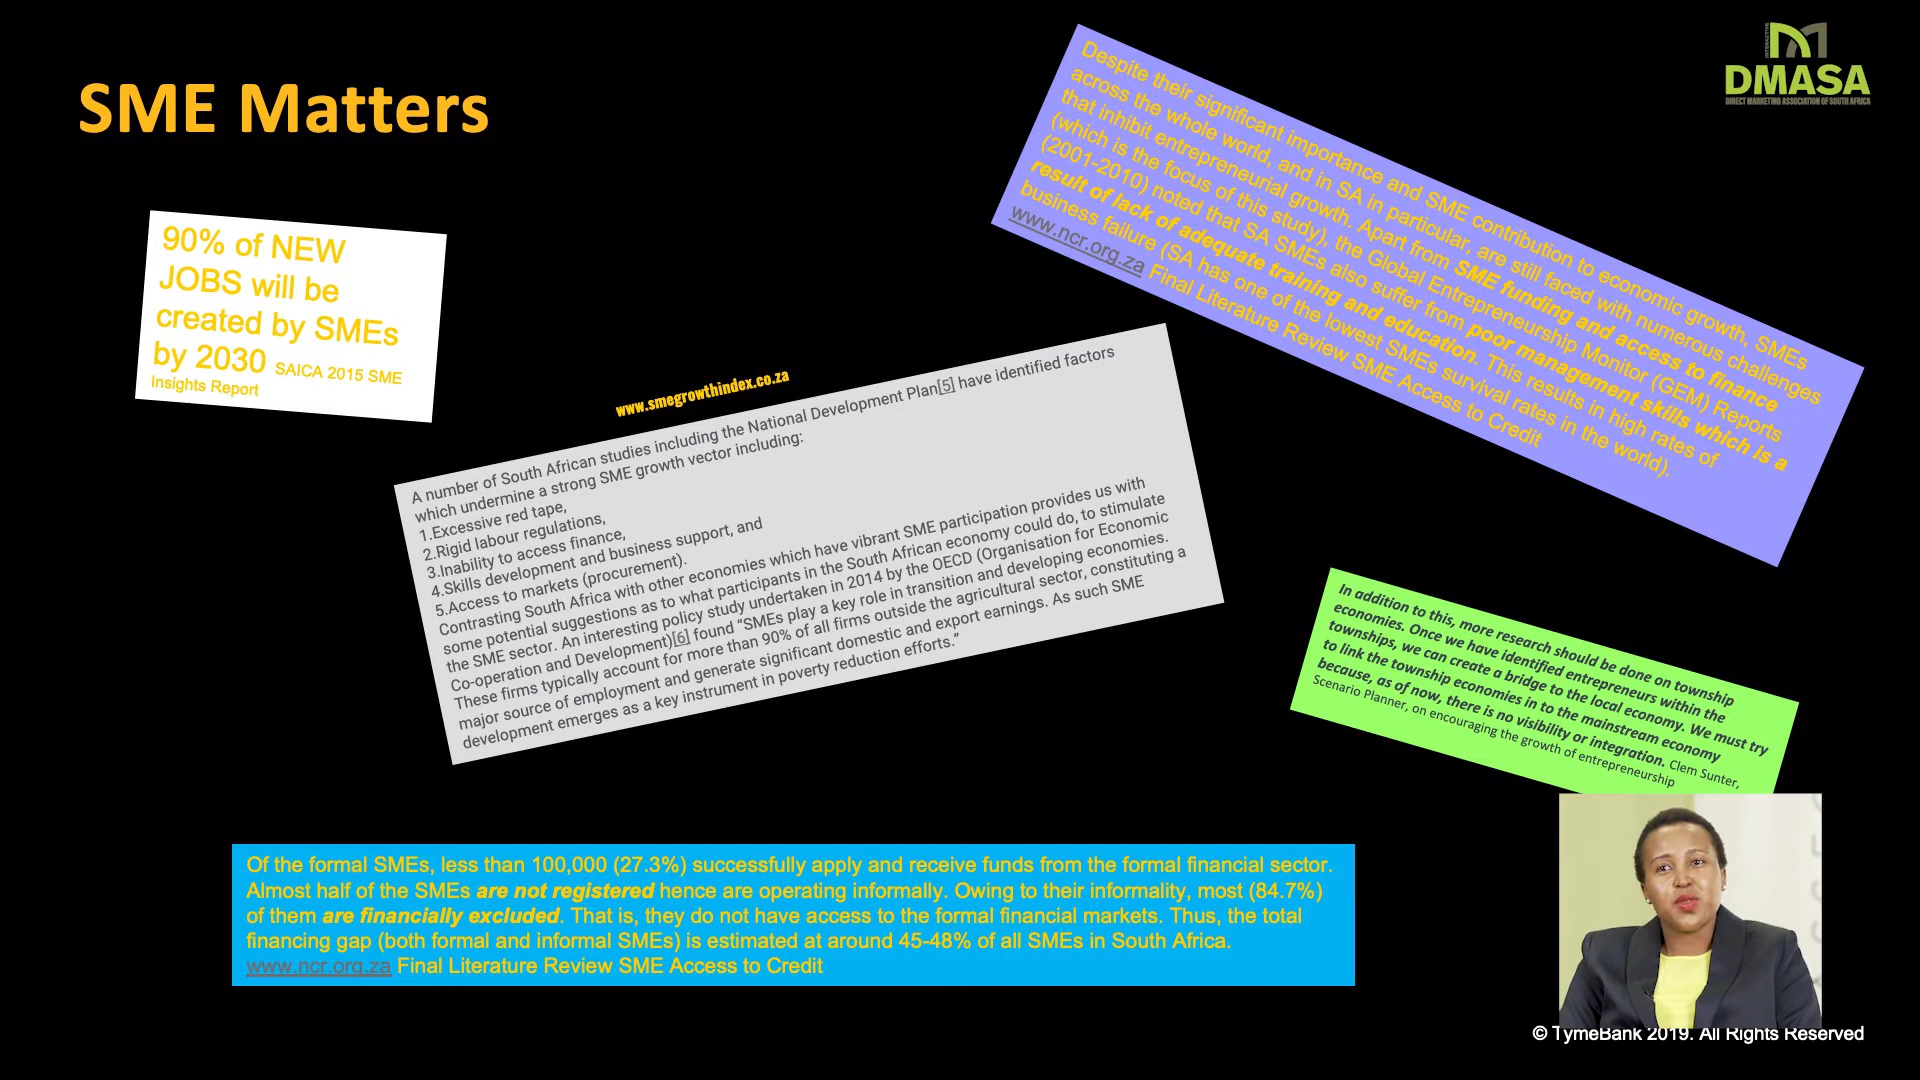 SME Matters
DMASA
DIRECT MARKETING ASSOCIATION OF SOUTH AFRICA
INTERACTIVE
90% of NEW
JOBS will be
created by SMEs
by 2030 SAICA 2015 SME
Insights Report
Despite their significant importance and SME contribution to economic growth, SMEs
across the whole world, and in SA in particular, are still faced with numerous challenges
that inhibit entrepreneurial growth. Apart from SME funding and access to finance
(which is the focus of this study), the Global Entrepreneurship Monitor (GEM) Reports
(2001-2010) noted that SA SMEs also suffer from poor management skills which is a
result of lack of adequate training and education. This results in high rates of
business failure (SA has one of the lowest SMEs survival rates in the world).
www.ncr.org.za Final Literature Review SME Access to Credit
www.smegrowthindex.co.za
A number of South African studies including the National Development Plan[5] have identified factors
which undermine a strong SME growth vector including:
1.Excessive red tape,
2.Rigid labour regulations,
3.Inability to access finance,
4.Skills development and business support, and
5.Access to markets (procurement).
Contrasting South Africa with other economies which have vibrant SME participation provides us with
some potential suggestions as to what participants in the South African economy could do, to stimulate
the SME sector. An interesting policy study undertaken in 2014 by the OECD (Organisation for Economic
Co-operation and Development)[6] found “SMEs play a key role in transition and developing economies.
These firms typically account for more than 90% of all firms outside the agricultural sector, constituting a
major source of employment and generate significant domestic and export earnings. As such SME
development emerges as a key instrument in poverty reduction efforts.”
In addition to this, more research should be done on township
economies. Once we have identified entrepreneurs within the
townships, we can create a bridge to the local economy. We must try
to link the township economies in to the mainstream economy
because, as of now, there is no visibility or integration. Clem Sunter,
Scenario Planner, on encouraging the growth of entrepreneurship
Of the formal SMEs, less than 100,000 (27.3%) successfully apply and receive funds from the formal financial sector.
Almost half of the SMEs are not registered hence are operating informally. Owing to their informality, most (84.7%)
of them are financially excluded. That is, they do not have access to the formal financial markets. Thus, the total
financing gap (both formal and informal SMEs) is estimated at around 45-48% of all SMEs in South Africa.
www.ncr.org.za Final Literature Review SME Access to Credit
© TymeBank 2019. All Rights Reserved